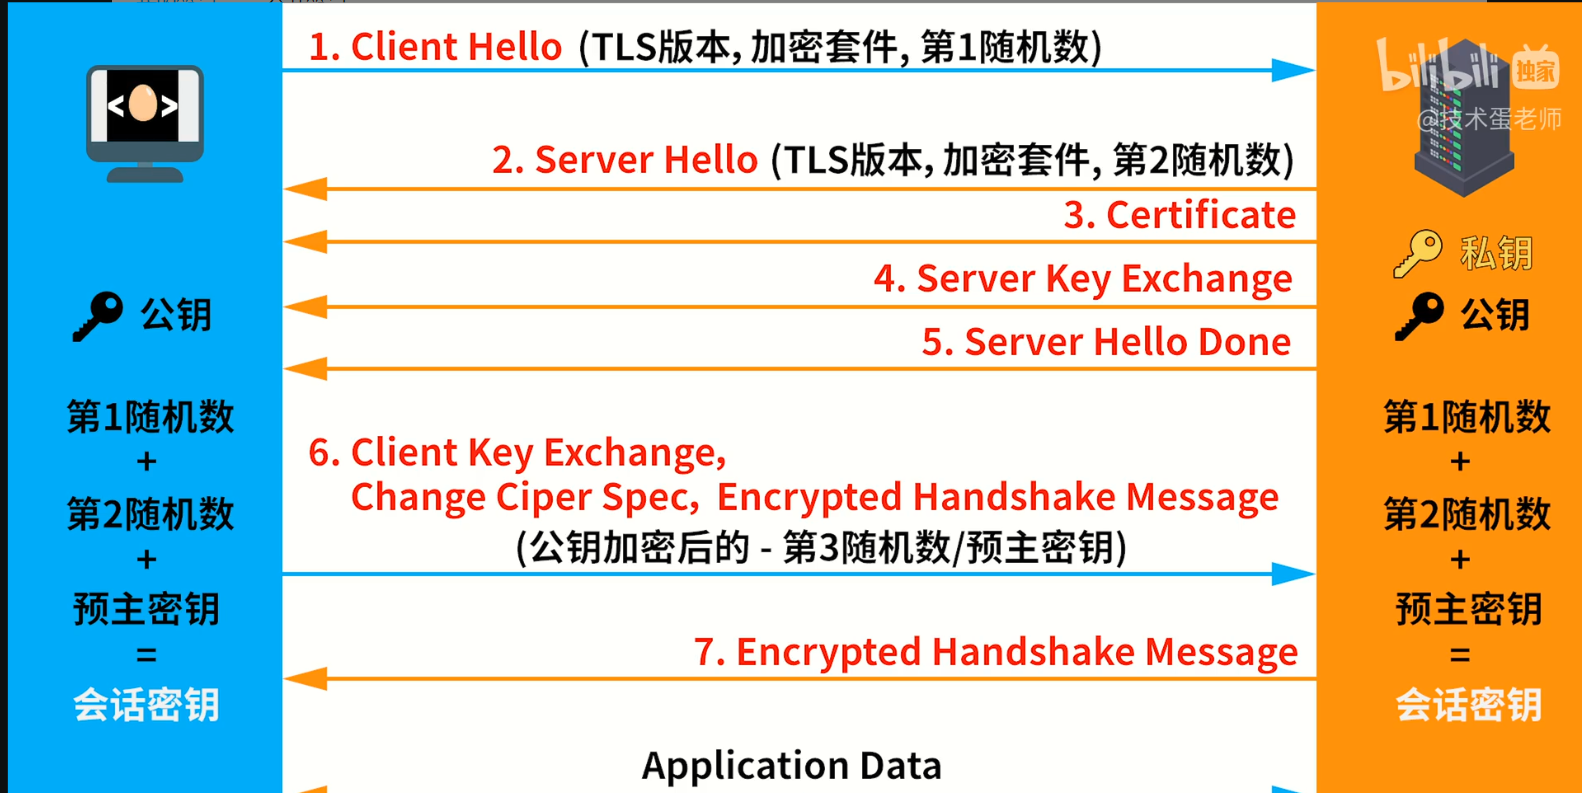 1. Client Hello (TLS版本, 加密套件, 第1随机数)
bilibili 独家
@技术蛋老师
< >
2. Server Hello (TLS版本, 加密套件, 第2随机数)
3. Certificate
私钥
4. Server Key Exchange
公钥
公钥
5. Server Hello Done
第1随机数
+
第2随机数
+
预主密钥
=
会话密钥
6. Client Key Exchange,
Change Ciper Spec, Encrypted Handshake Message
(公钥加密后的 - 第3随机数/预主密钥)
7. Encrypted Handshake Message
Application Data
第1随机数
+
第2随机数
+
预主密钥
=
会话密钥